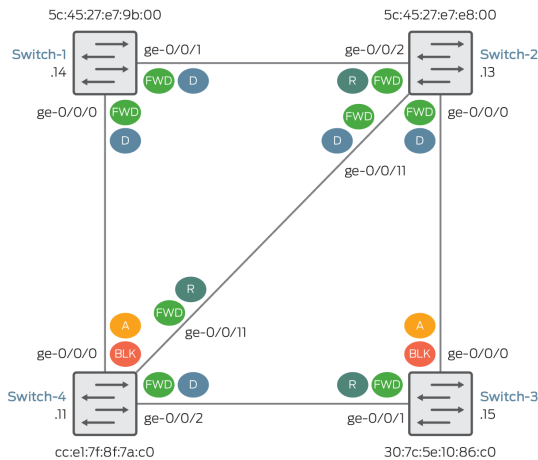 5c:45:27:e7:9b:00
5c:45:27:e7:e8:00
Switch-1
.14
ge-0/0/1
ge-0/0/2
Switch-2
.13
FWD
D
R
FWD
ge-0/0/0
FWD
D
FWD
D
FWD
D
ge-0/0/0
ge-0/0/11
R
FWD
ge-0/0/11
A
BLK
ge-0/0/0
A
BLK
ge-0/0/0
Switch-4
.11
FWD
D
R
FWD
Switch-3
.15
ge-0/0/2
ge-0/0/1
cc:e1:7f:8f:7a:c0
30:7c:5e:10:86:c0